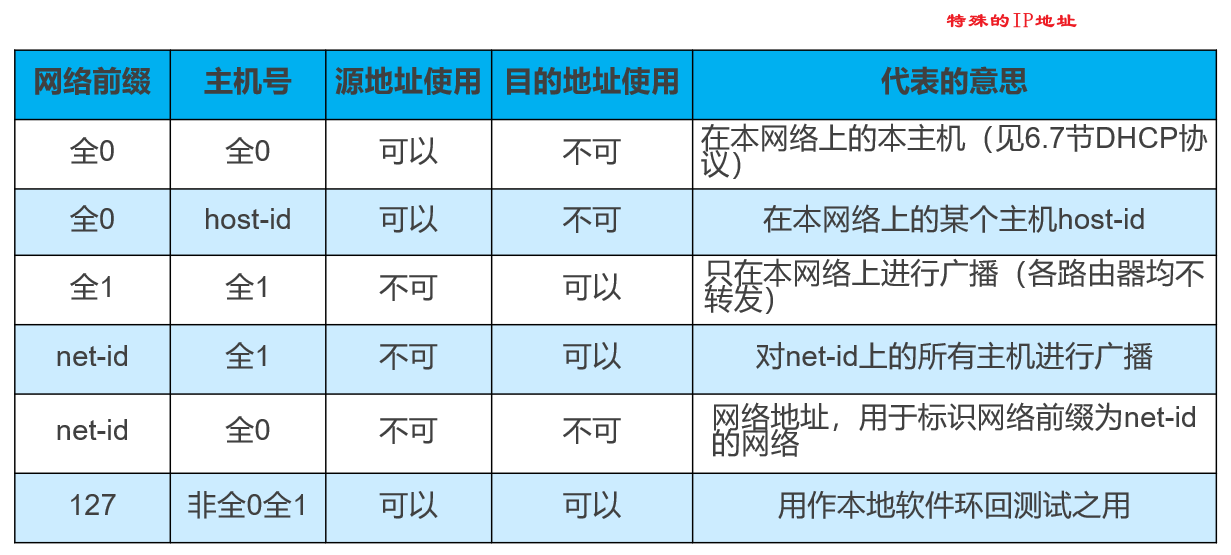 特殊的IP地址
网络前缀 主机号 源地址使用 目的地址使用 代表的意思
全0 全0 可以 不可 在本网络上的本主机（见6.7节DHCP协
议）
全0 host-id 可以 不可 在本网络上的某个主机host-id
全1 全1 不可 可以 只在本网络上进行广播（各路由器均不
转发）
net-id 全1 不可 可以 对net-id上的所有主机进行广播
net-id 全0 不可 不可 网络地址，用于标识网络前缀为net-id
的网络
127 非全0全1 可以 可以 用作本地软件环回测试之用